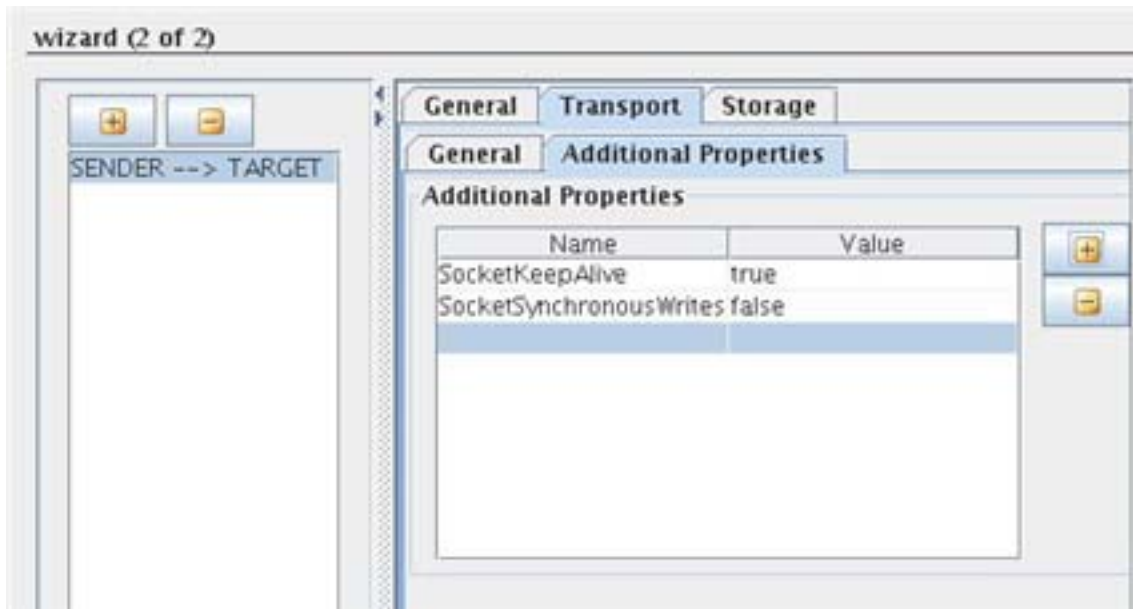 wizard (2 of 2)
SENDER --> TARGET
General Transport Storage
General Additional Properties
Additional Properties
Name Value
SocketKeepAlive true
SocketSynchronousWrites false